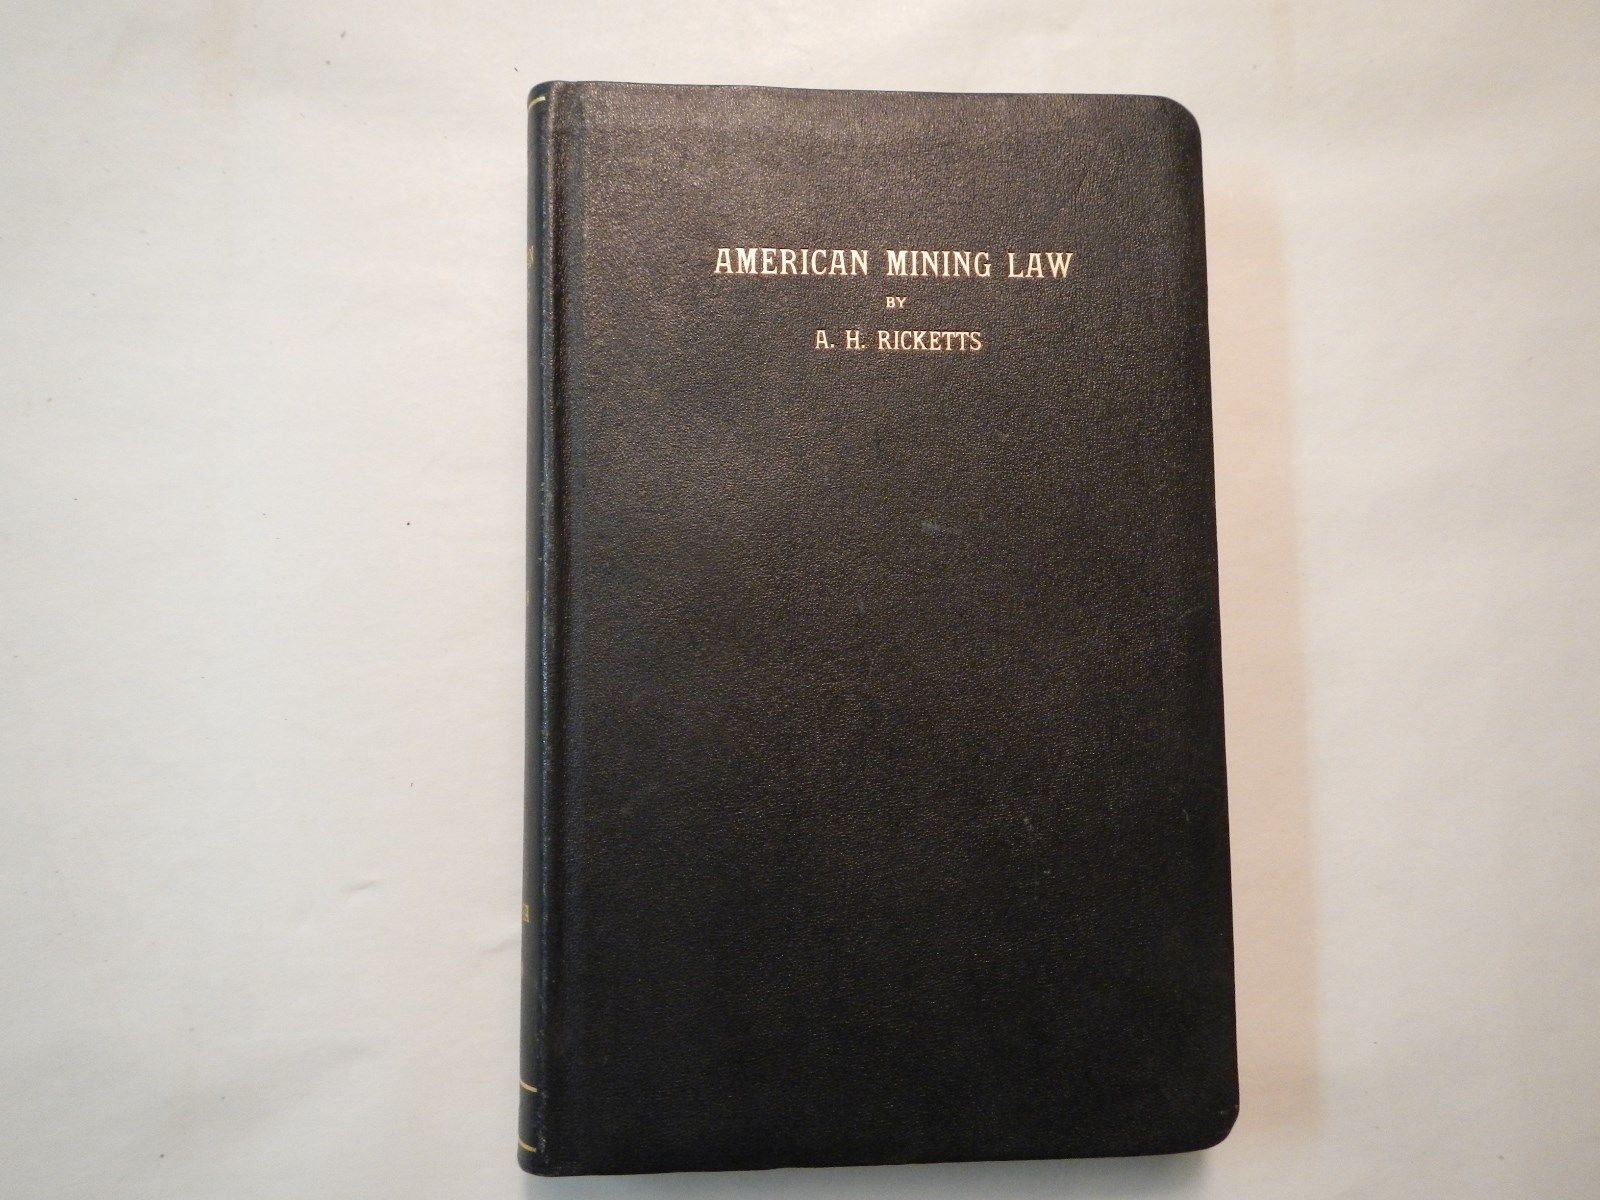 AMERICAN MINING LAW
BY
A. H. RICKETTS